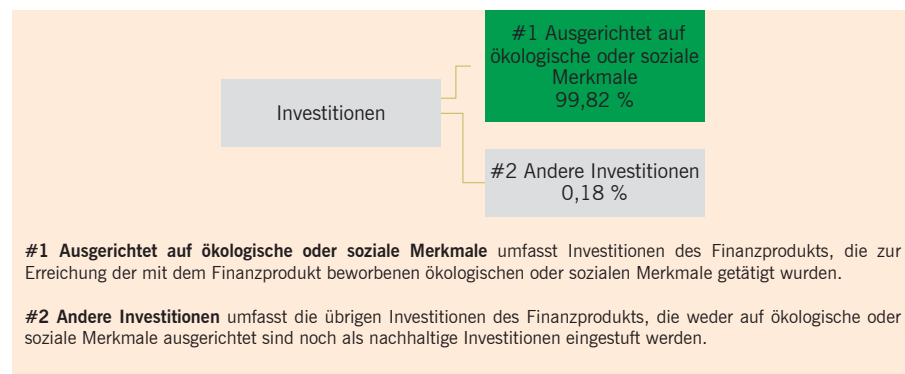 #1 Ausgerichtet auf
ökologische oder soziale
Merkmale
99,82 %
Investitionen
#2 Andere Investitionen
0,18 %
#1 Ausgerichtet auf ökologische oder soziale Merkmale umfasst Investitionen des Finanzprodukts, die zur
Erreichung der mit dem Finanzprodukt beworbenen ökologischen oder sozialen Merkmale getätigt wurden.
#2 Andere Investitionen umfasst die übrigen Investitionen des Finanzprodukts, die weder auf ökologische oder
soziale Merkmale ausgerichtet sind noch als nachhaltige Investitionen eingestuft werden.